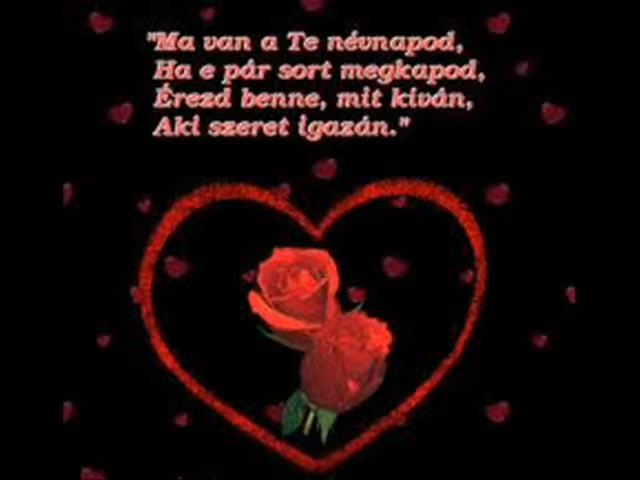 "Ma van a Te névnapod,
Ha e pár sort megkapod,
Érezd benne, mit kíván,
Aki szeret igazán."